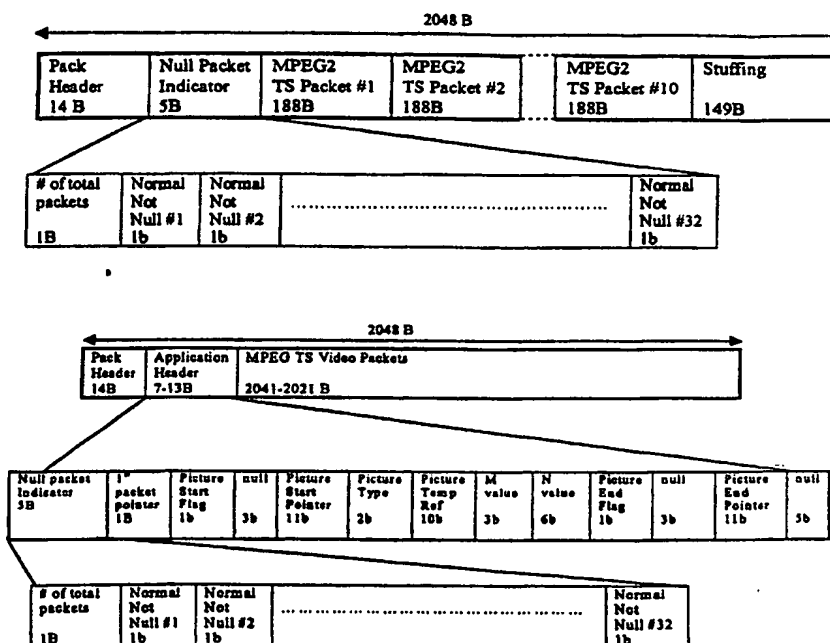 2048 B
Pack Header 14 B
Null Packet Indicator 5B
MPEG2 TS Packet #1 188B
MPEG2 TS Packet #2 188B
MPEG2 TS Packet #10 188B
Stuffing 149B
# of total packets 1B
Normal Not Null #1 1b
Normal Not Null #2 1b
Normal Not Null #32 1b
2048 B
Pack Header 14B
Application Header 7-13B
MPEG TS Video Packets 2041-2021 B
Null packet Indicator 5B
1" packet pointer 1B
Picture Start Flag 1b
null 3b
Picture Start Pointer 11b
Picture Type 2b
Picture Temp Ref 10b
M value 3b
N value 6b
Picture End Flag 1b
null 3b
Picture End Pointer 11b
null 5b
# of total packets 1B
Normal Not Null #1 1b
Normal Not Null #2 1b
Normal Not Null #32 1b